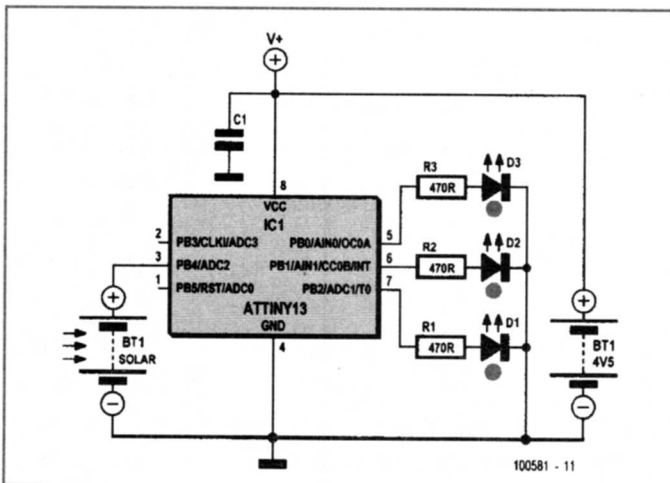 V+
C1
8
VCC
IC1
2
PB3/CLKI/ADC3
PB0/AIN0/OC0A
5
3
PB4/ADC2
PB1/AIN1/CC0B/INT
6
1
PB5/RST/ADC0
PB2/ADC1/T0
7
ATTINY13
GND
4
R3
470R
D3
R2
470R
D2
R1
470R
D1
+
BT1
SOLAR
−
+
BT1
4V5
−
100581 - 11